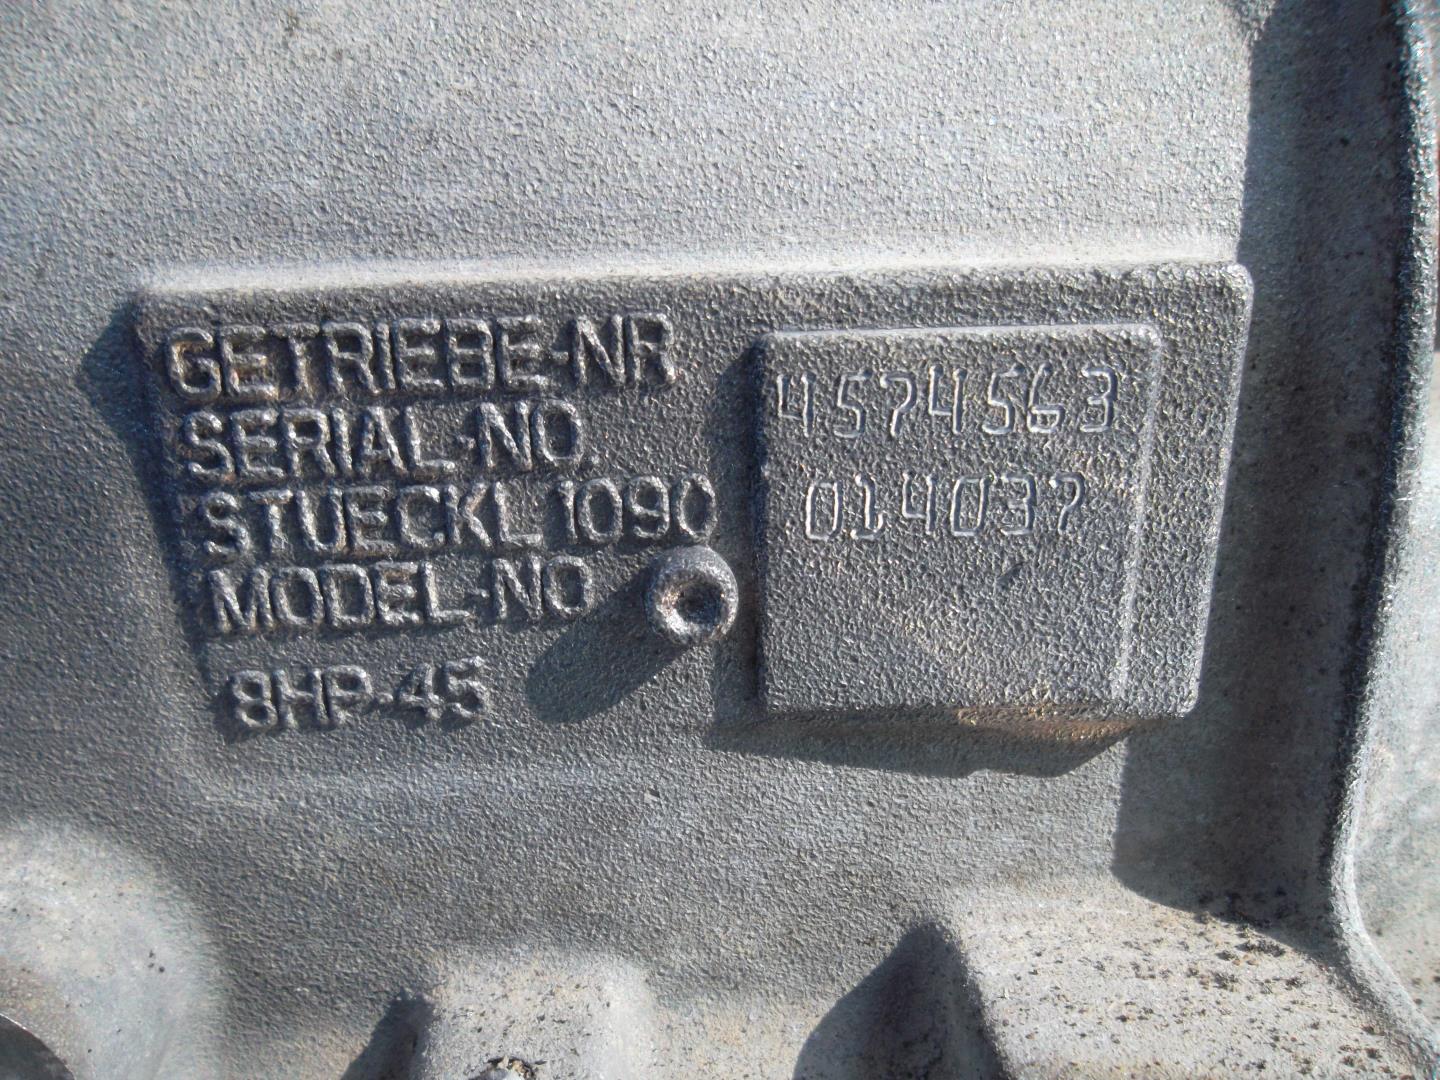 GETRIEBE-NR
SERIAL-NO.
STUECKL 1090
MODEL-NO
8HP-45
4574563
014037